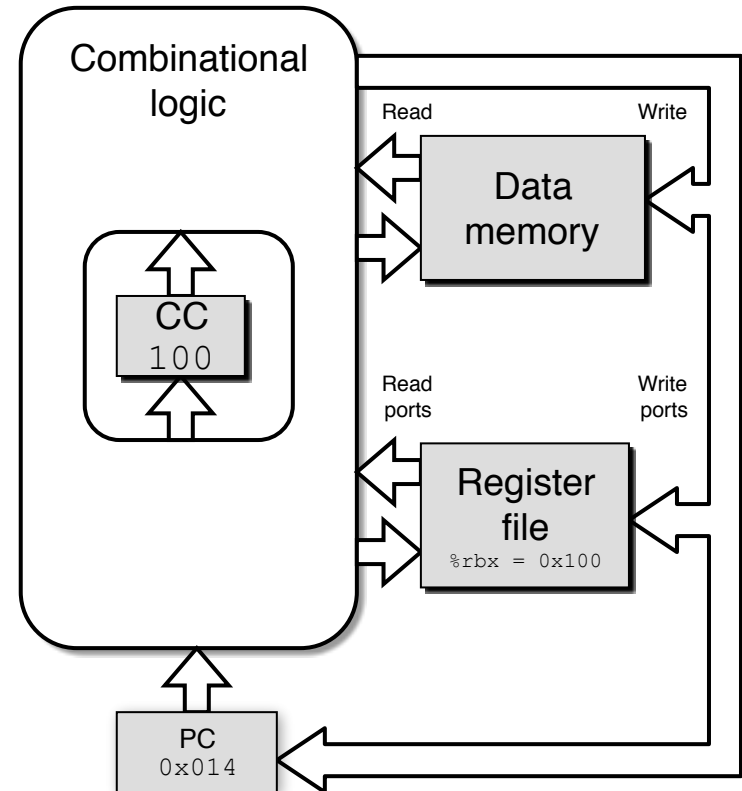 Combinational
logic
Read
Write
Data
memory
CC
100
Read
ports
Write
ports
Register
file
%rbx = 0x100
PC
0x014